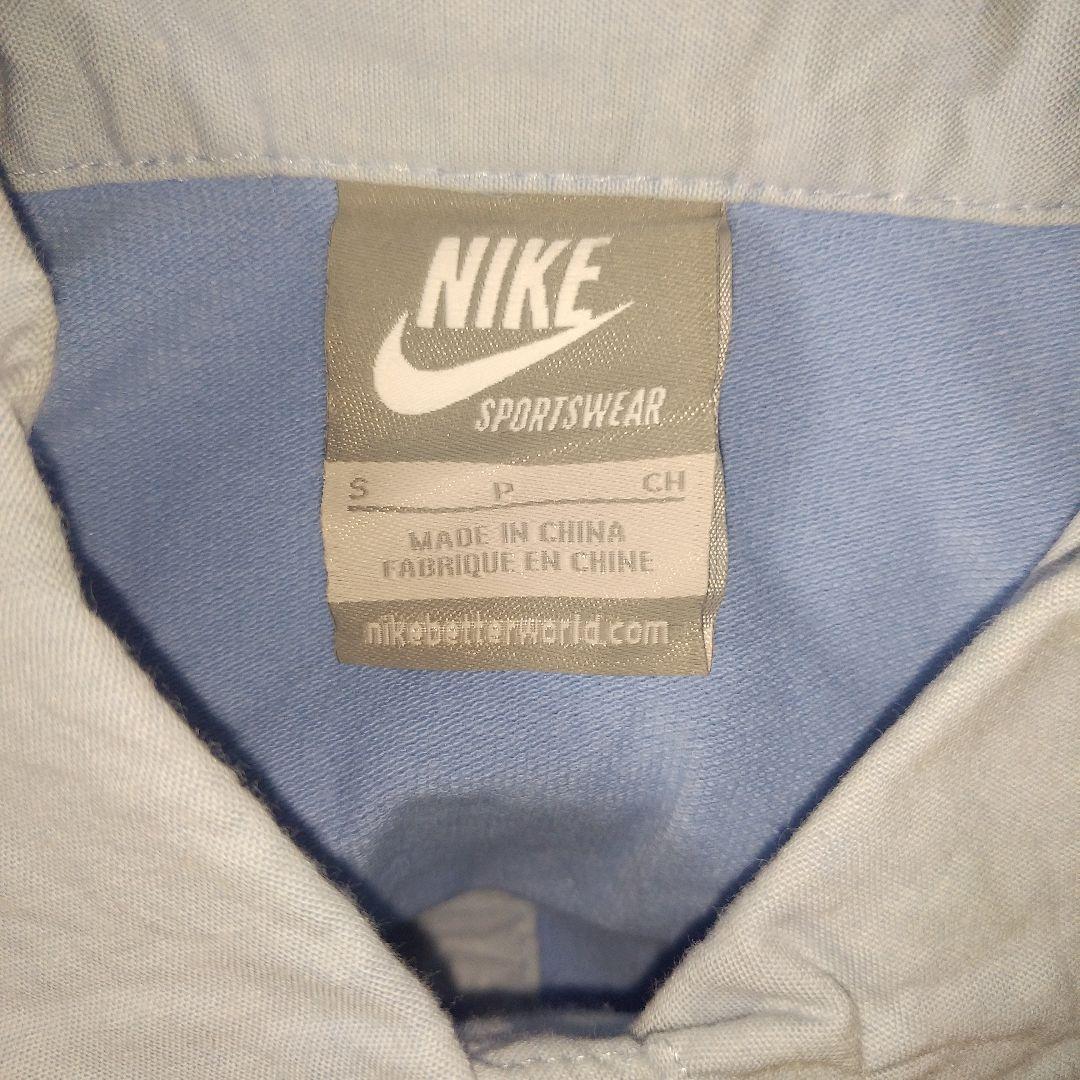 NIKE
SPORTSWEAR
S P CH
MADE IN CHINA
FABRIQUE EN CHINE
nikebetterworld.com